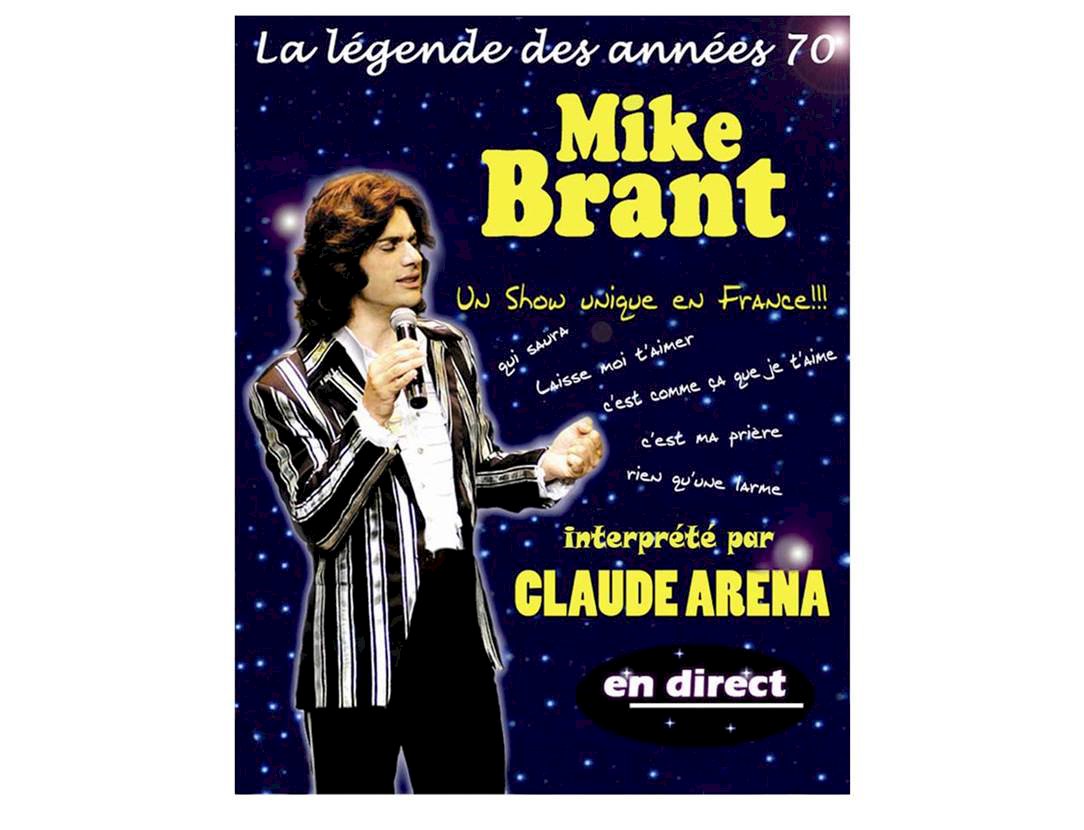 La légende des années 70
Mike
Brant
Un Show unique en France!!!
qui saura
Laisse moi t'aimer
c'est comme ça que je t'aime
c'est ma prière
rien qu'une larme
interprété par
CLAUDE ARENA
en direct